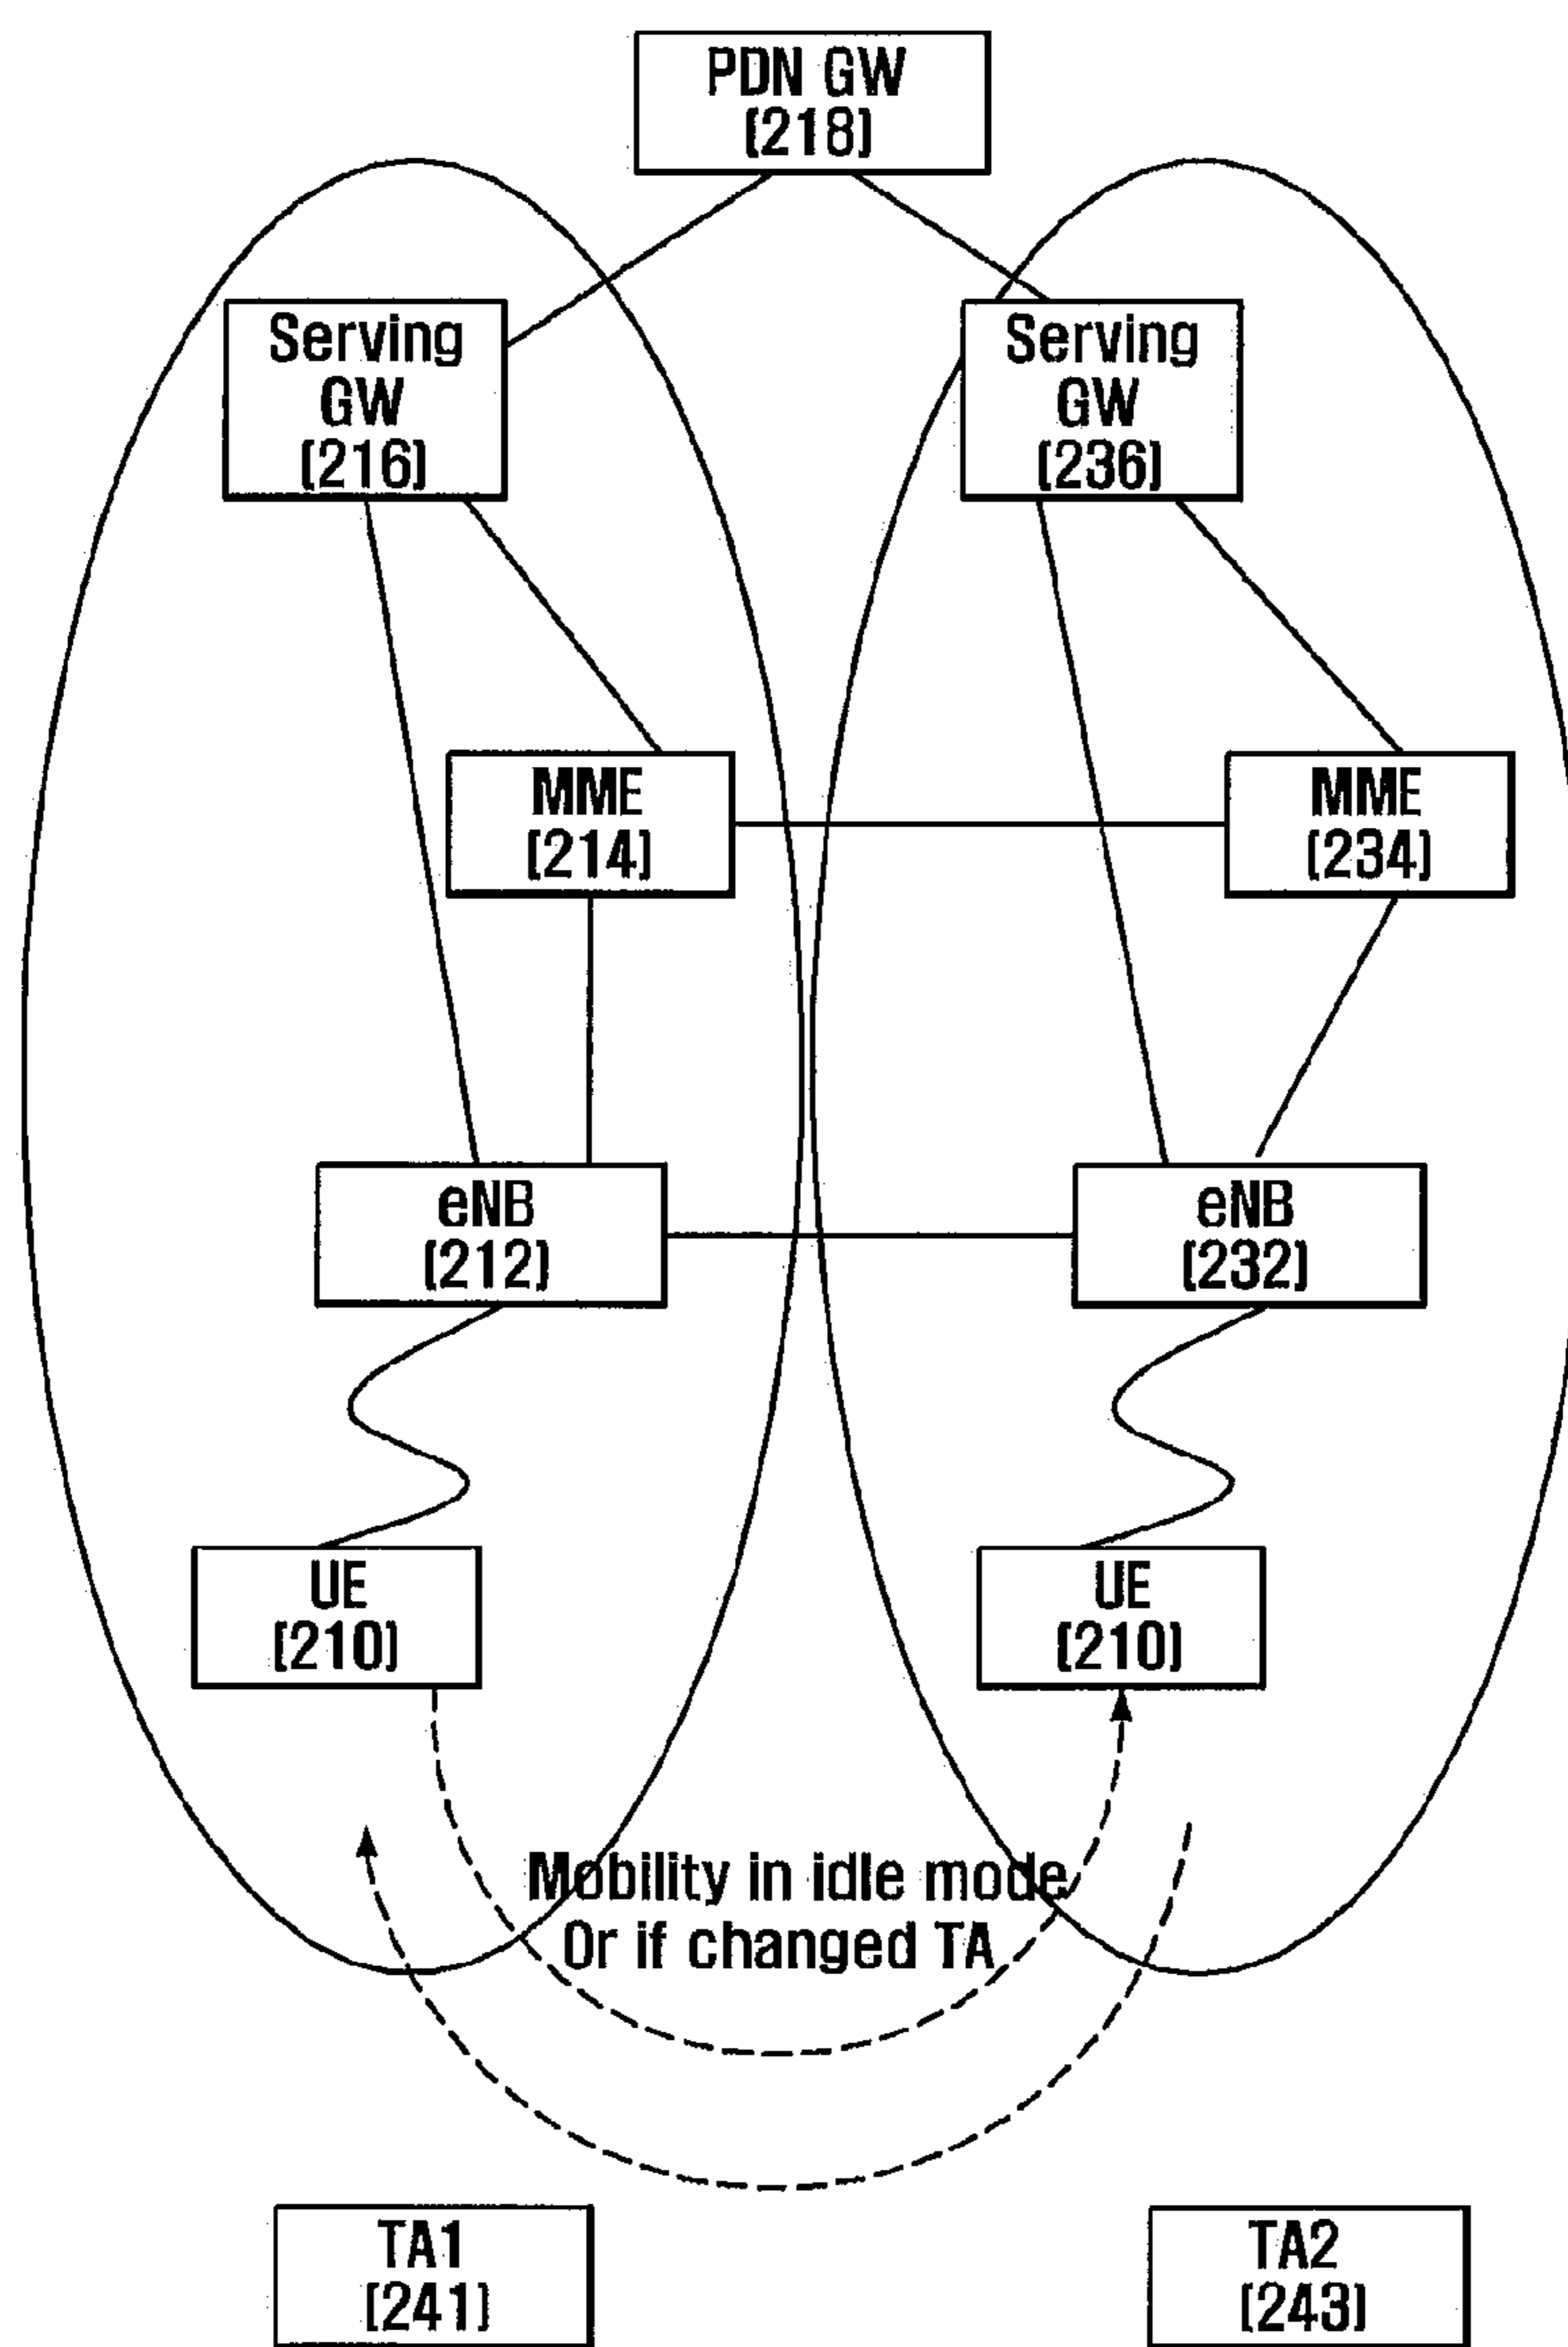 PDN GW
(218)
Serving
GW
(216)
Serving
GW
(236)
MME
(214)
MME
(234)
eNB
(212)
eNB
(232)
UE
(210)
UE
(210)
Mobility in idle mode
Or if changed TA
TA1
(241)
TA2
(243)